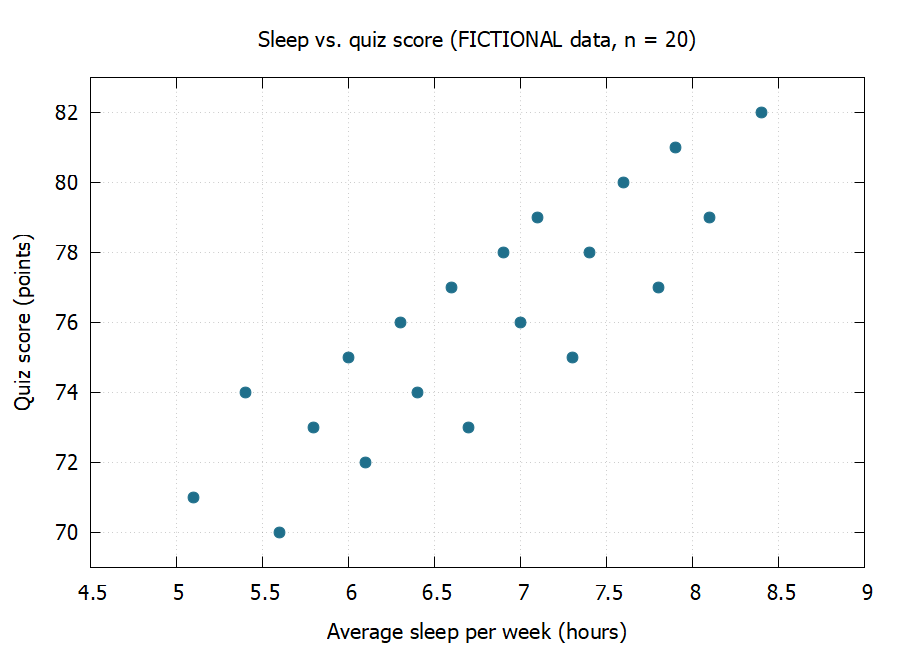 Sleep vs. quiz score (FICTIONAL data, n = 20)
Quiz score (points)
82
80
78
76
74
72
70
4.5 5 5.5 6 6.5 7 7.5 8 8.5 9
Average sleep per week (hours)